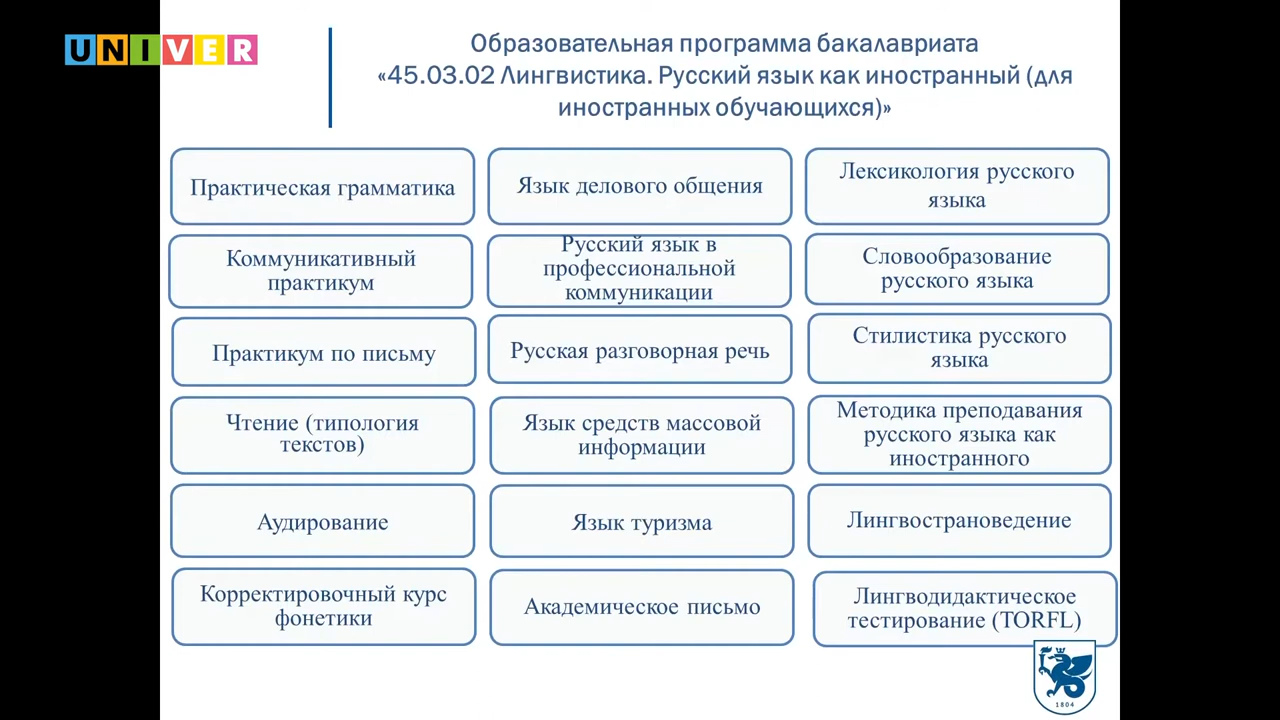 UNIVER
Образовательная программа бакалавриата
«45.03.02 Лингвистика. Русский язык как иностранный (для
иностранных обучающихся)»
Практическая грамматика
Язык делового общения
Лексикология русского
языка
Коммуникативный
практикум
Русский язык в
профессиональной
коммуникации
Словообразование
русского языка
Практикум по письму
Русская разговорная речь
Стилистика русского
языка
Чтение (типология
текстов)
Язык средств массовой
информации
Методика преподавания
русского языка как
иностранного
Аудирование
Язык туризма
Лингвострановедение
Корректировочный курс
фонетики
Академическое письмо
Лингводидактическое
тестирование (TORFL)
1804